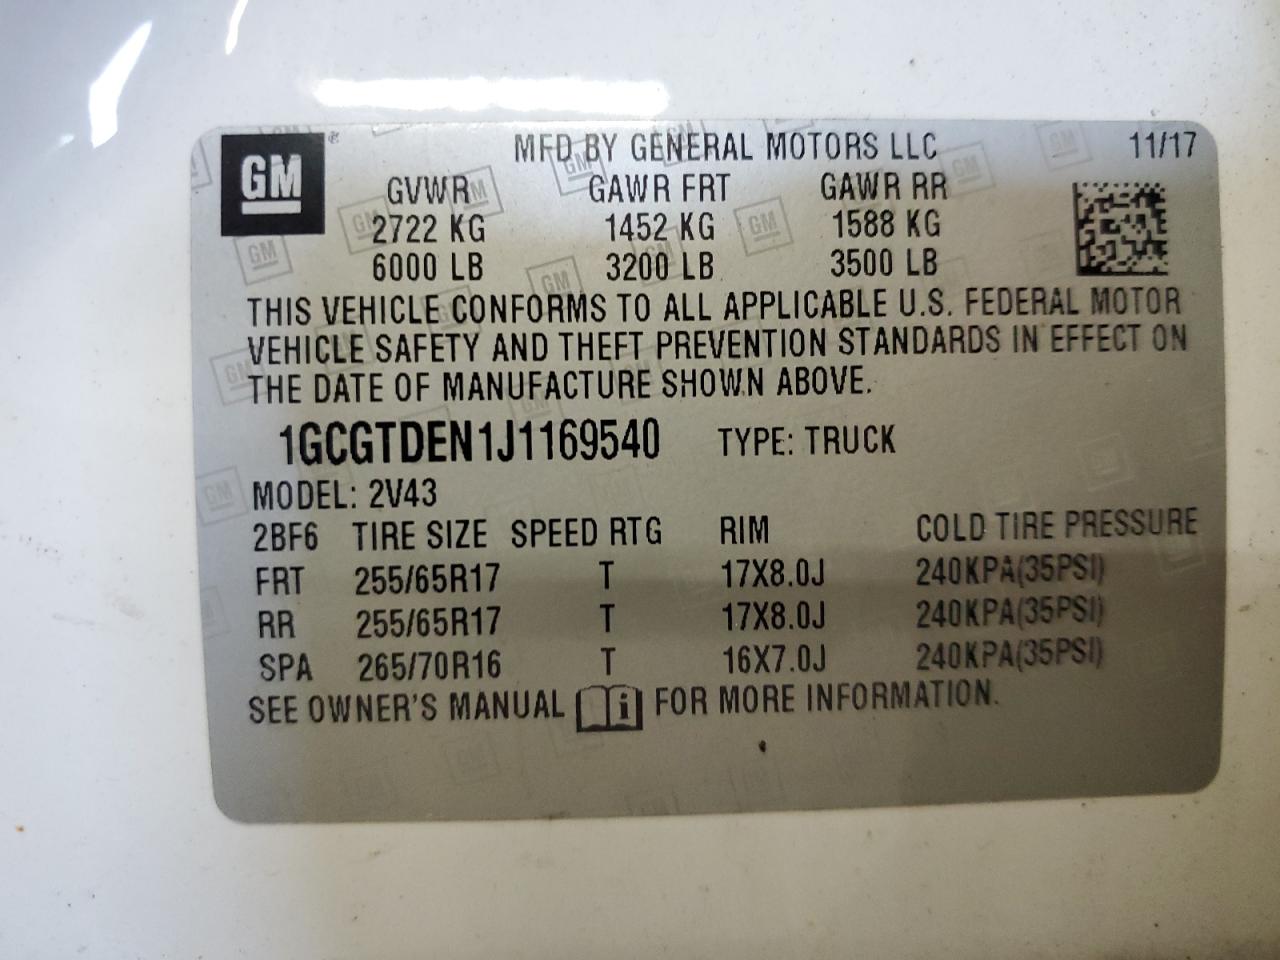 GM ®
MFD BY GENERAL MOTORS LLC 11/17
GVWR GAWR FRT GAWR RR
2722 KG 1452 KG 1588 KG
6000 LB 3200 LB 3500 LB
THIS VEHICLE CONFORMS TO ALL APPLICABLE U.S. FEDERAL MOTOR
VEHICLE SAFETY AND THEFT PREVENTION STANDARDS IN EFFECT ON
THE DATE OF MANUFACTURE SHOWN ABOVE.
1GCGTDEN1J1169540 TYPE: TRUCK
MODEL: 2V43
2BF6 TIRE SIZE SPEED RTG RIM COLD TIRE PRESSURE
FRT 255/65R17 T 17X8.0J 240KPA(35PSI)
RR 255/65R17 T 17X8.0J 240KPA(35PSI)
SPA 265/70R16 T 16X7.0J 240KPA(35PSI)
SEE OWNER'S MANUAL i FOR MORE INFORMATION.